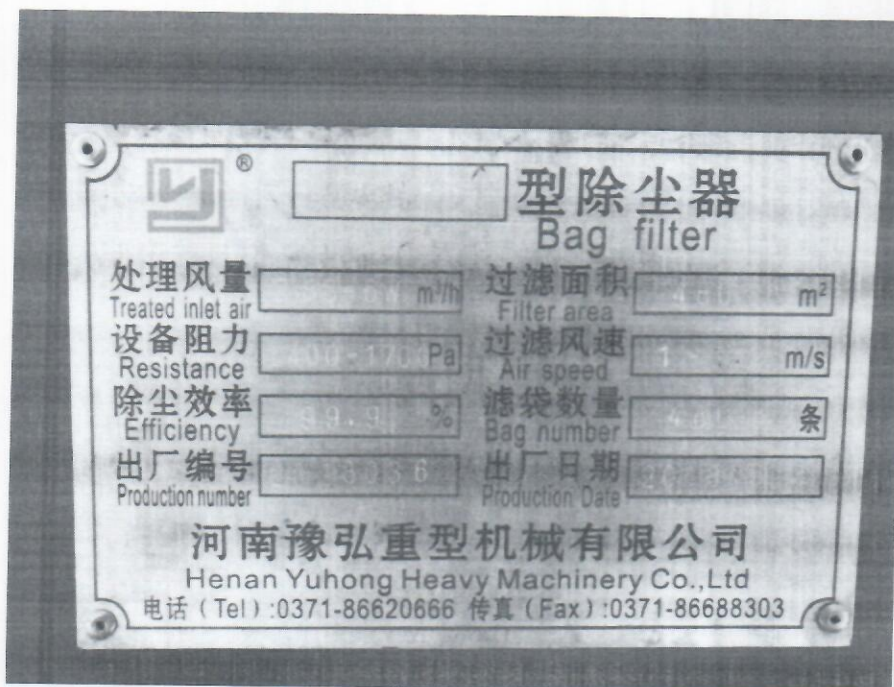 ®
型除尘器
Bag filter
处理风量 m³/h 过滤面积 m²
Treated inlet air Filter area
设备阻力 Pa 过滤风速 m/s
Resistance Air speed
除尘效率 99.9 % 滤袋数量 条
Efficiency Bag number
出厂编号 出厂日期
Production number Production Date
河南豫弘重型机械有限公司
Henan Yuhong Heavy Machinery Co.,Ltd
电话(Tel):0371-86620666 传真(Fax):0371-86688303